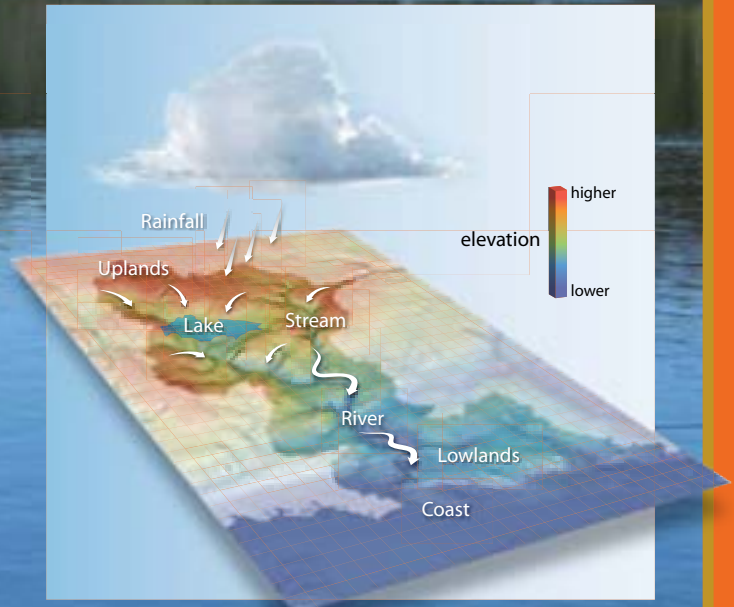 higher
Rainfall
elevation
Uplands
lower
Lake
Stream
River
Lowlands
Coast